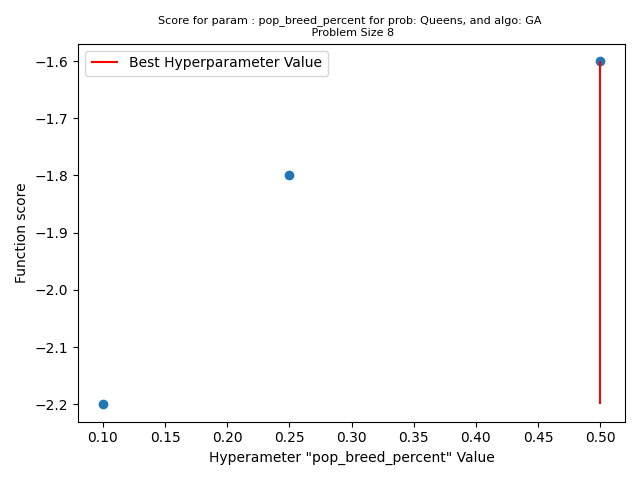 Score for param : pop_breed_percent for prob: Queens, and algo: GA
Problem Size 8
Best Hyperparameter Value
−1.6
−1.7
−1.8
−1.9
−2.0
−2.1
−2.2
Function score
0.10 0.15 0.20 0.25 0.30 0.35 0.40 0.45 0.50
Hyperameter "pop_breed_percent" Value